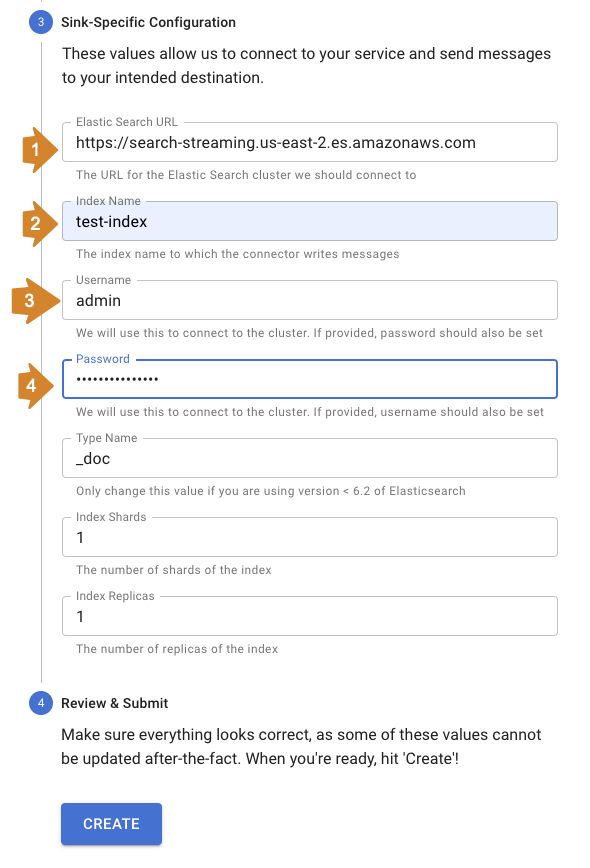 3 Sink-Specific Configuration
These values allow us to connect to your service and send messages
to your intended destination.
Elastic Search URL
1 https://search-streaming.us-east-2.es.amazonaws.com
The URL for the Elastic Search cluster we should connect to
Index Name
2 test-index
The index name to which the connector writes messages
Username
3 admin
We will use this to connect to the cluster. If provided, password should also be set
Password
4 •••••••••••••••
We will use this to connect to the cluster. If provided, username should also be set
Type Name
_doc
Only change this value if you are using version < 6.2 of Elasticsearch
Index Shards
1
The number of shards of the index
Index Replicas
1
The number of replicas of the index
4 Review & Submit
Make sure everything looks correct, as some of these values cannot
be updated after-the-fact. When you're ready, hit 'Create'!
CREATE